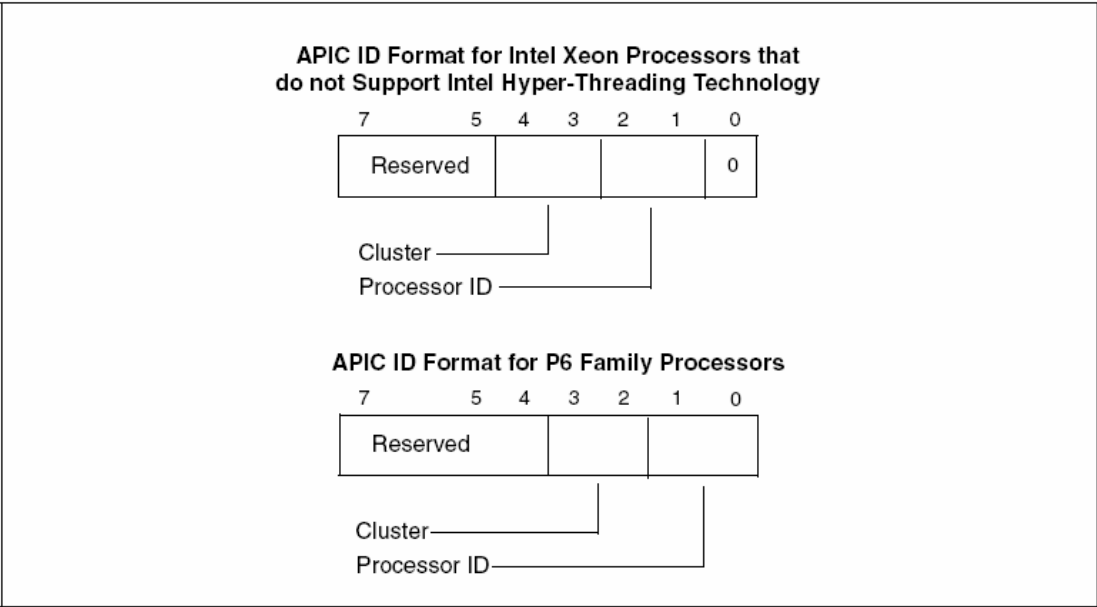 APIC ID Format for Intel Xeon Processors that
do not Support Intel Hyper-Threading Technology
7 5 4 3 2 1 0
Reserved 0
Cluster
Processor ID
APIC ID Format for P6 Family Processors
7 5 4 3 2 1 0
Reserved
Cluster
Processor ID